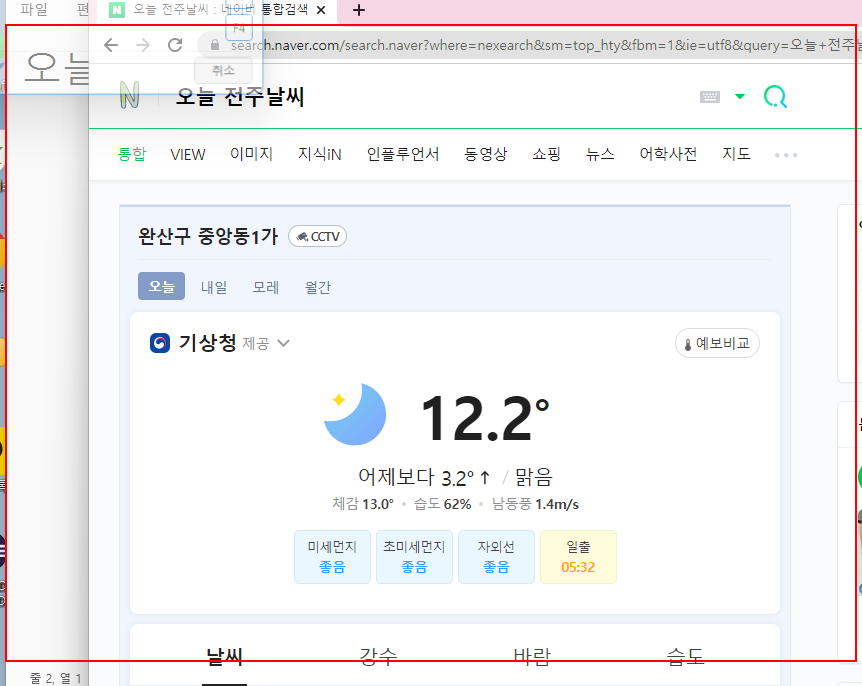 파일 편
오늘 전주날씨 : 네이버 통합검색
F4
search.naver.com/search.naver?where=nexearch&sm=top_hty&fbm=1&ie=utf8&query=오늘+전주날
취소
오늘
N 오늘 전주날씨
통합 VIEW 이미지 지식iN 인플루언서 동영상 쇼핑 뉴스 어학사전 지도
완산구 중앙동1가 CCTV
오늘 내일 모레 월간
기상청 제공 예보비교
12.2°
어제보다 3.2° ↑ / 맑음
체감 13.0° 습도 62% 남동풍 1.4m/s
미세먼지 초미세먼지 자외선 일출
좋음 좋음 좋음 05:32
날씨 강수 바람 습도
줄 2, 열 1